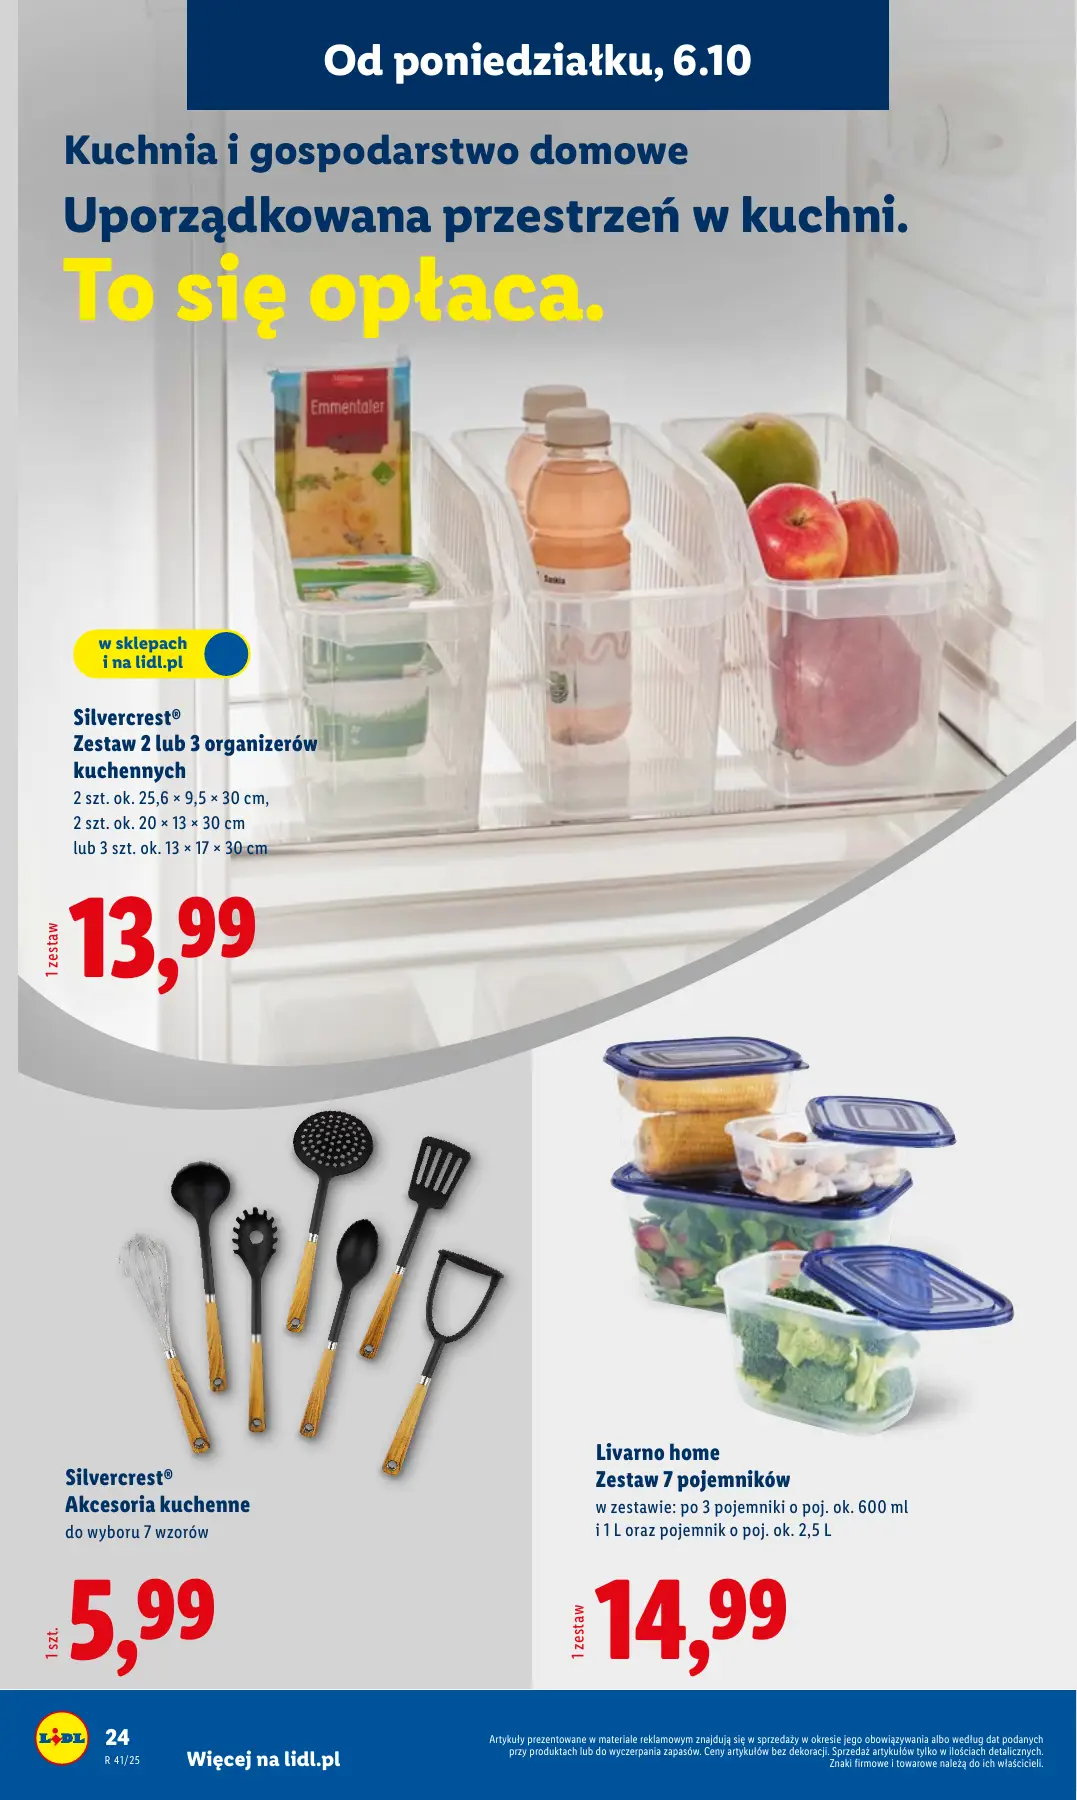 Od poniedziałku, 6.10
Kuchnia i gospodarstwo domowe
Uporządkowana przestrzeń w kuchni.
To się opłaca.
Emmentaler
Saskia
w sklepach
i na lidl.pl
Silvercrest®
Zestaw 2 lub 3 organizerów
kuchennych
2 szt. ok. 25,6 × 9,5 × 30 cm,
2 szt. ok. 20 × 13 × 30 cm
lub 3 szt. ok. 13 × 17 × 30 cm
1 zestaw
13,99
Silvercrest®
Akcesoria kuchenne
do wyboru 7 wzorów
1 szt.
5,99
Livarno home
Zestaw 7 pojemników
w zestawie: po 3 pojemniki o poj. ok. 600 ml
i 1 L oraz pojemnik o poj. ok. 2,5 L
1 zestaw
14,99
LIDL
24
R 41/25
Więcej na lidl.pl
Artykuły prezentowane w materiale reklamowym znajdują się w sprzedaży w okresie jego obowiązywania albo według dat podanych
przy produktach lub do wyczerpania zapasów. Ceny artykułów bez dekoracji. Sprzedaż artykułów tylko w ilościach detalicznych.
Znaki firmowe i towarowe należą do ich właścicieli.